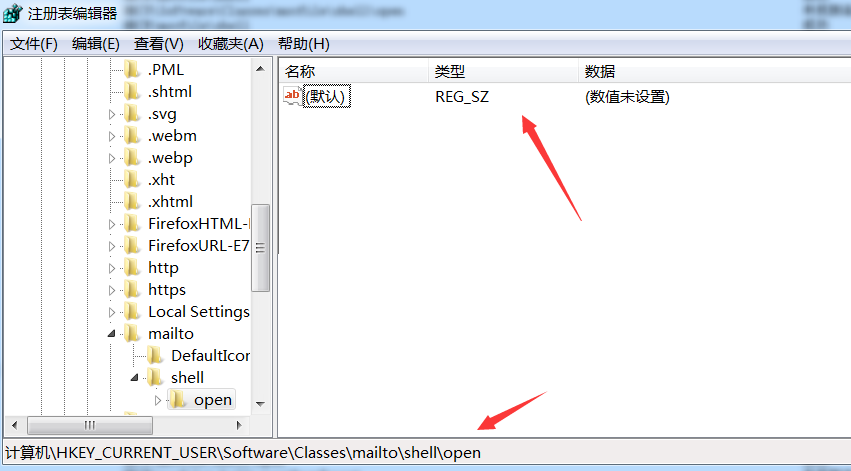 注册表编辑器
文件(F) 编辑(E) 查看(V) 收藏夹(A) 帮助(H)
.PML
.shtml
.svg
.webm
.webp
.xht
.xhtml
FirefoxHTML-
FirefoxURL-E7
http
https
Local Settings
mailto
DefaultIcon
shell
open
名称 类型 数据
ab (默认) REG_SZ (数值未设置)
计算机\HKEY_CURRENT_USER\Software\Classes\mailto\shell\open